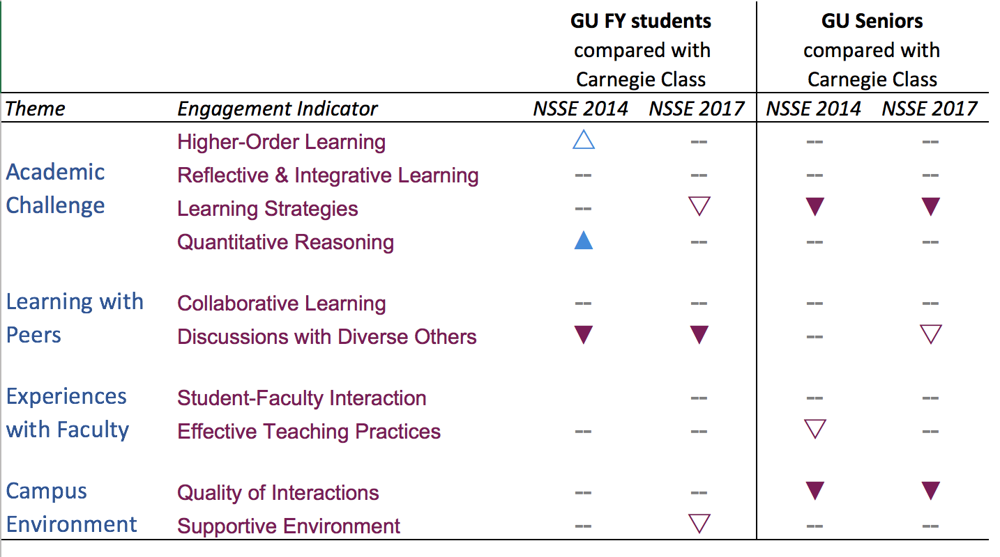 GU FY students GU Seniors
compared with compared with
Carnegie Class Carnegie Class
Theme Engagement Indicator NSSE 2014 NSSE 2017 NSSE 2014 NSSE 2017
Higher-Order Learning △ -- -- --
Academic Reflective & Integrative Learning -- -- -- --
Challenge Learning Strategies -- ▽ ▼ ▼
Quantitative Reasoning ▲ -- -- --
Learning with Collaborative Learning -- -- -- --
Peers Discussions with Diverse Others ▼ ▼ -- ▽
Experiences Student-Faculty Interaction -- -- --
with Faculty Effective Teaching Practices -- -- ▽ --
Campus Quality of Interactions -- -- ▼ ▼
Environment Supportive Environment -- ▽ -- --